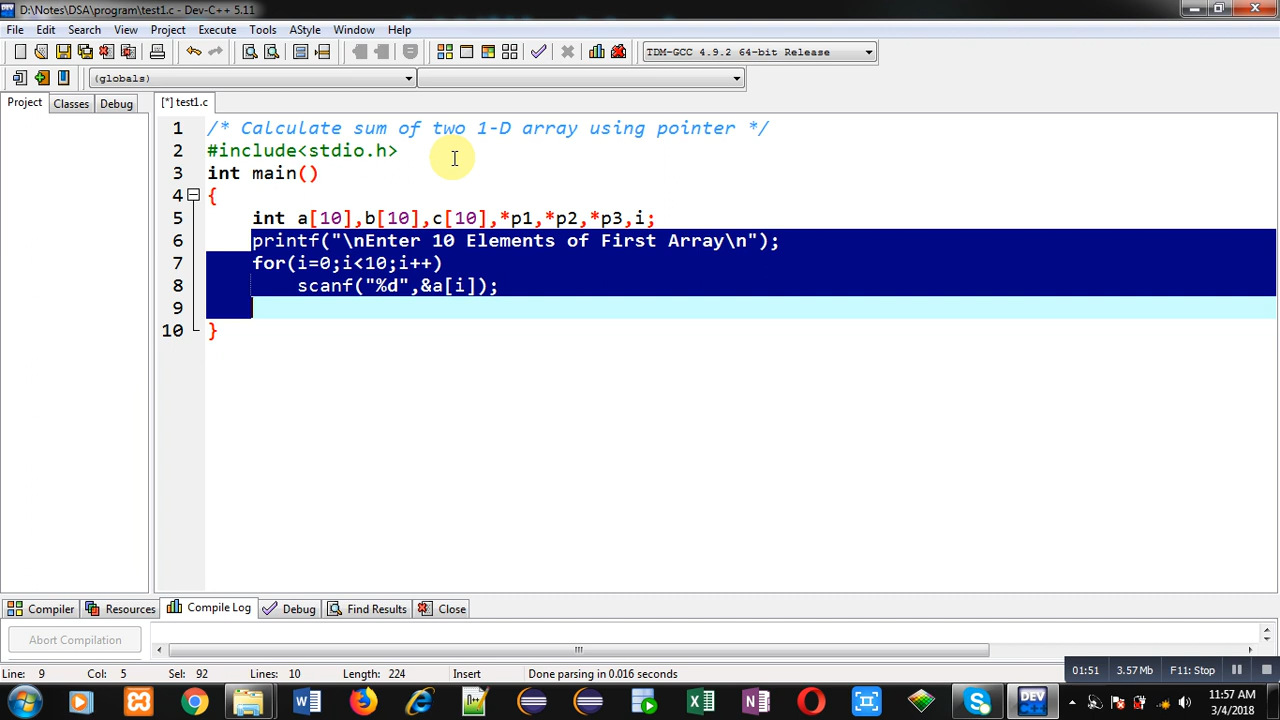 D:\Notes\DSA\program\test1.c - Dev-C++ 5.11
File Edit Search View Project Execute Tools AStyle Window Help
TDM-GCC 4.9.2 64-bit Release
(globals)
Project Classes Debug [*] test1.c
1 /* Calculate sum of two 1-D array using pointer */
2 #include<stdio.h>
3 int main()
4 {
5 int a[10],b[10],c[10],*p1,*p2,*p3,i;
6 printf("\nEnter 10 Elements of First Array\n");
7 for(i=0;i<10;i++)
8 scanf("%d",&a[i]);
9
10 }
Compiler Resources Compile Log Debug Find Results Close
Abort Compilation
Line: 9 Col: 5 Sel: 92 Lines: 10 Length: 224 Insert Done parsing in 0.016 seconds
01:51 3.57 Mb F11: Stop
DEV
11:57 AM
3/4/2018